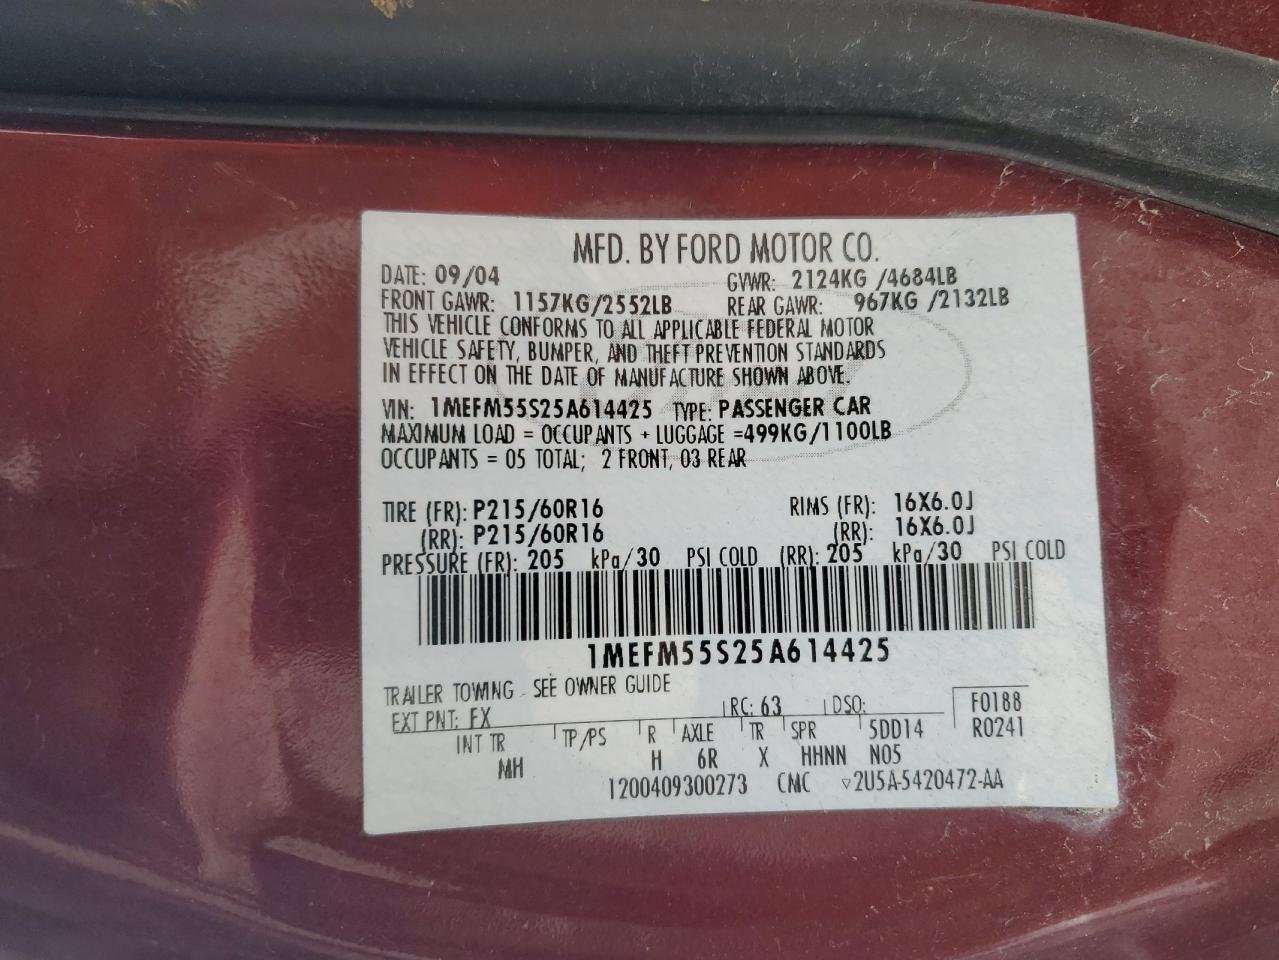 MFD. BY FORD MOTOR CO.
DATE: 09/04 GVWR: 2124KG /4684LB
FRONT GAWR: 1157KG/2552LB REAR GAWR: 967KG /2132LB
THIS VEHICLE CONFORMS TO ALL APPLICABLE FEDERAL MOTOR
VEHICLE SAFETY, BUMPER, AND THEFT PREVENTION STANDARDS
IN EFFECT ON THE DATE OF MANUFACTURE SHOWN ABOVE.
VIN: 1MEFM55S25A614425 TYPE: PASSENGER CAR
MAXIMUM LOAD = OCCUPANTS + LUGGAGE =499KG/1100LB
OCCUPANTS = 05 TOTAL; 2 FRONT, 03 REAR
TIRE (FR): P215/60R16 RIMS (FR): 16X6.0J
(RR): P215/60R16 (RR): 16X6.0J
PRESSURE (FR): 205 kPa/30 PSI COLD (RR): 205 kPa/30 PSI COLD
1MEFM55S25A614425
TRAILER TOWING - SEE OWNER GUIDE
EXT PNT: FX RC: 63 DSO: F0188
INT TR TP/PS R AXLE TR SPR 5DD14 R0241
MH H 6R X HHNN N05
1200409300273 CMC ▽2U5A-5420472-AA